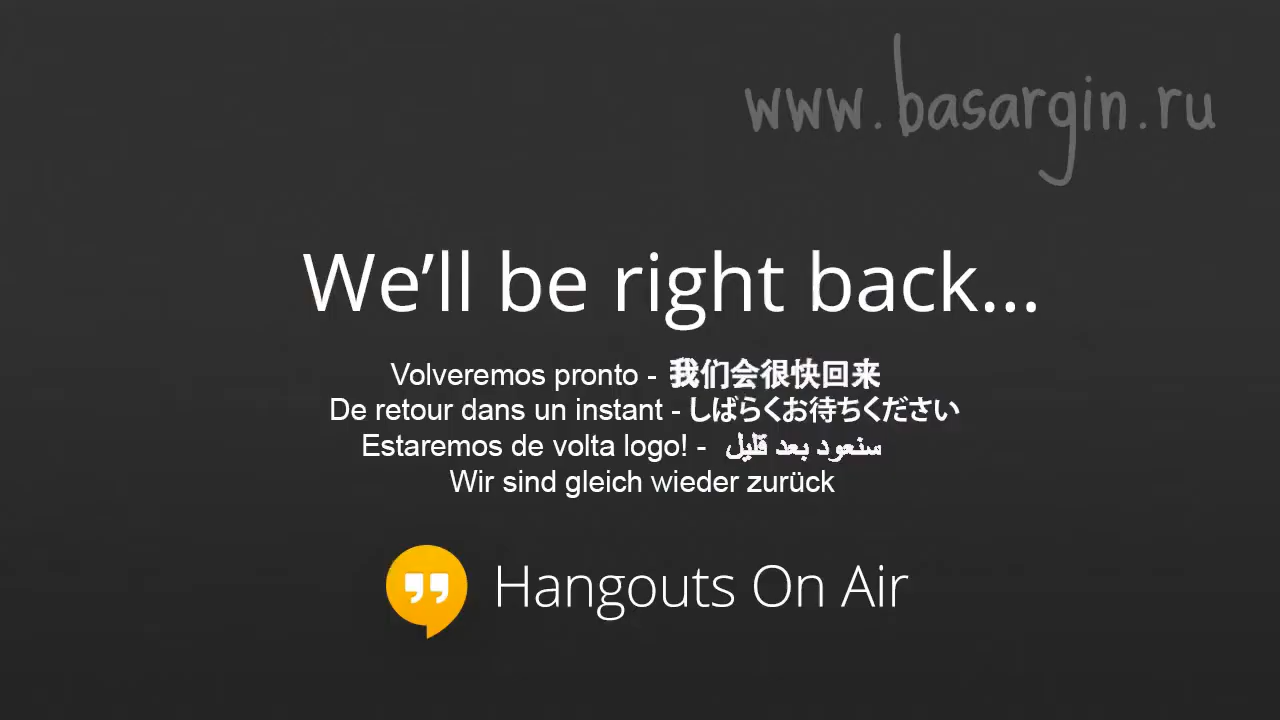 www.basargin.ru
We’ll be right back...
Volveremos pronto - 我们会很快回来
De retour dans un instant - しばらくお待ちください
Estaremos de volta logo! - سنعود بعد قليل
Wir sind gleich wieder zurück
Hangouts On Air